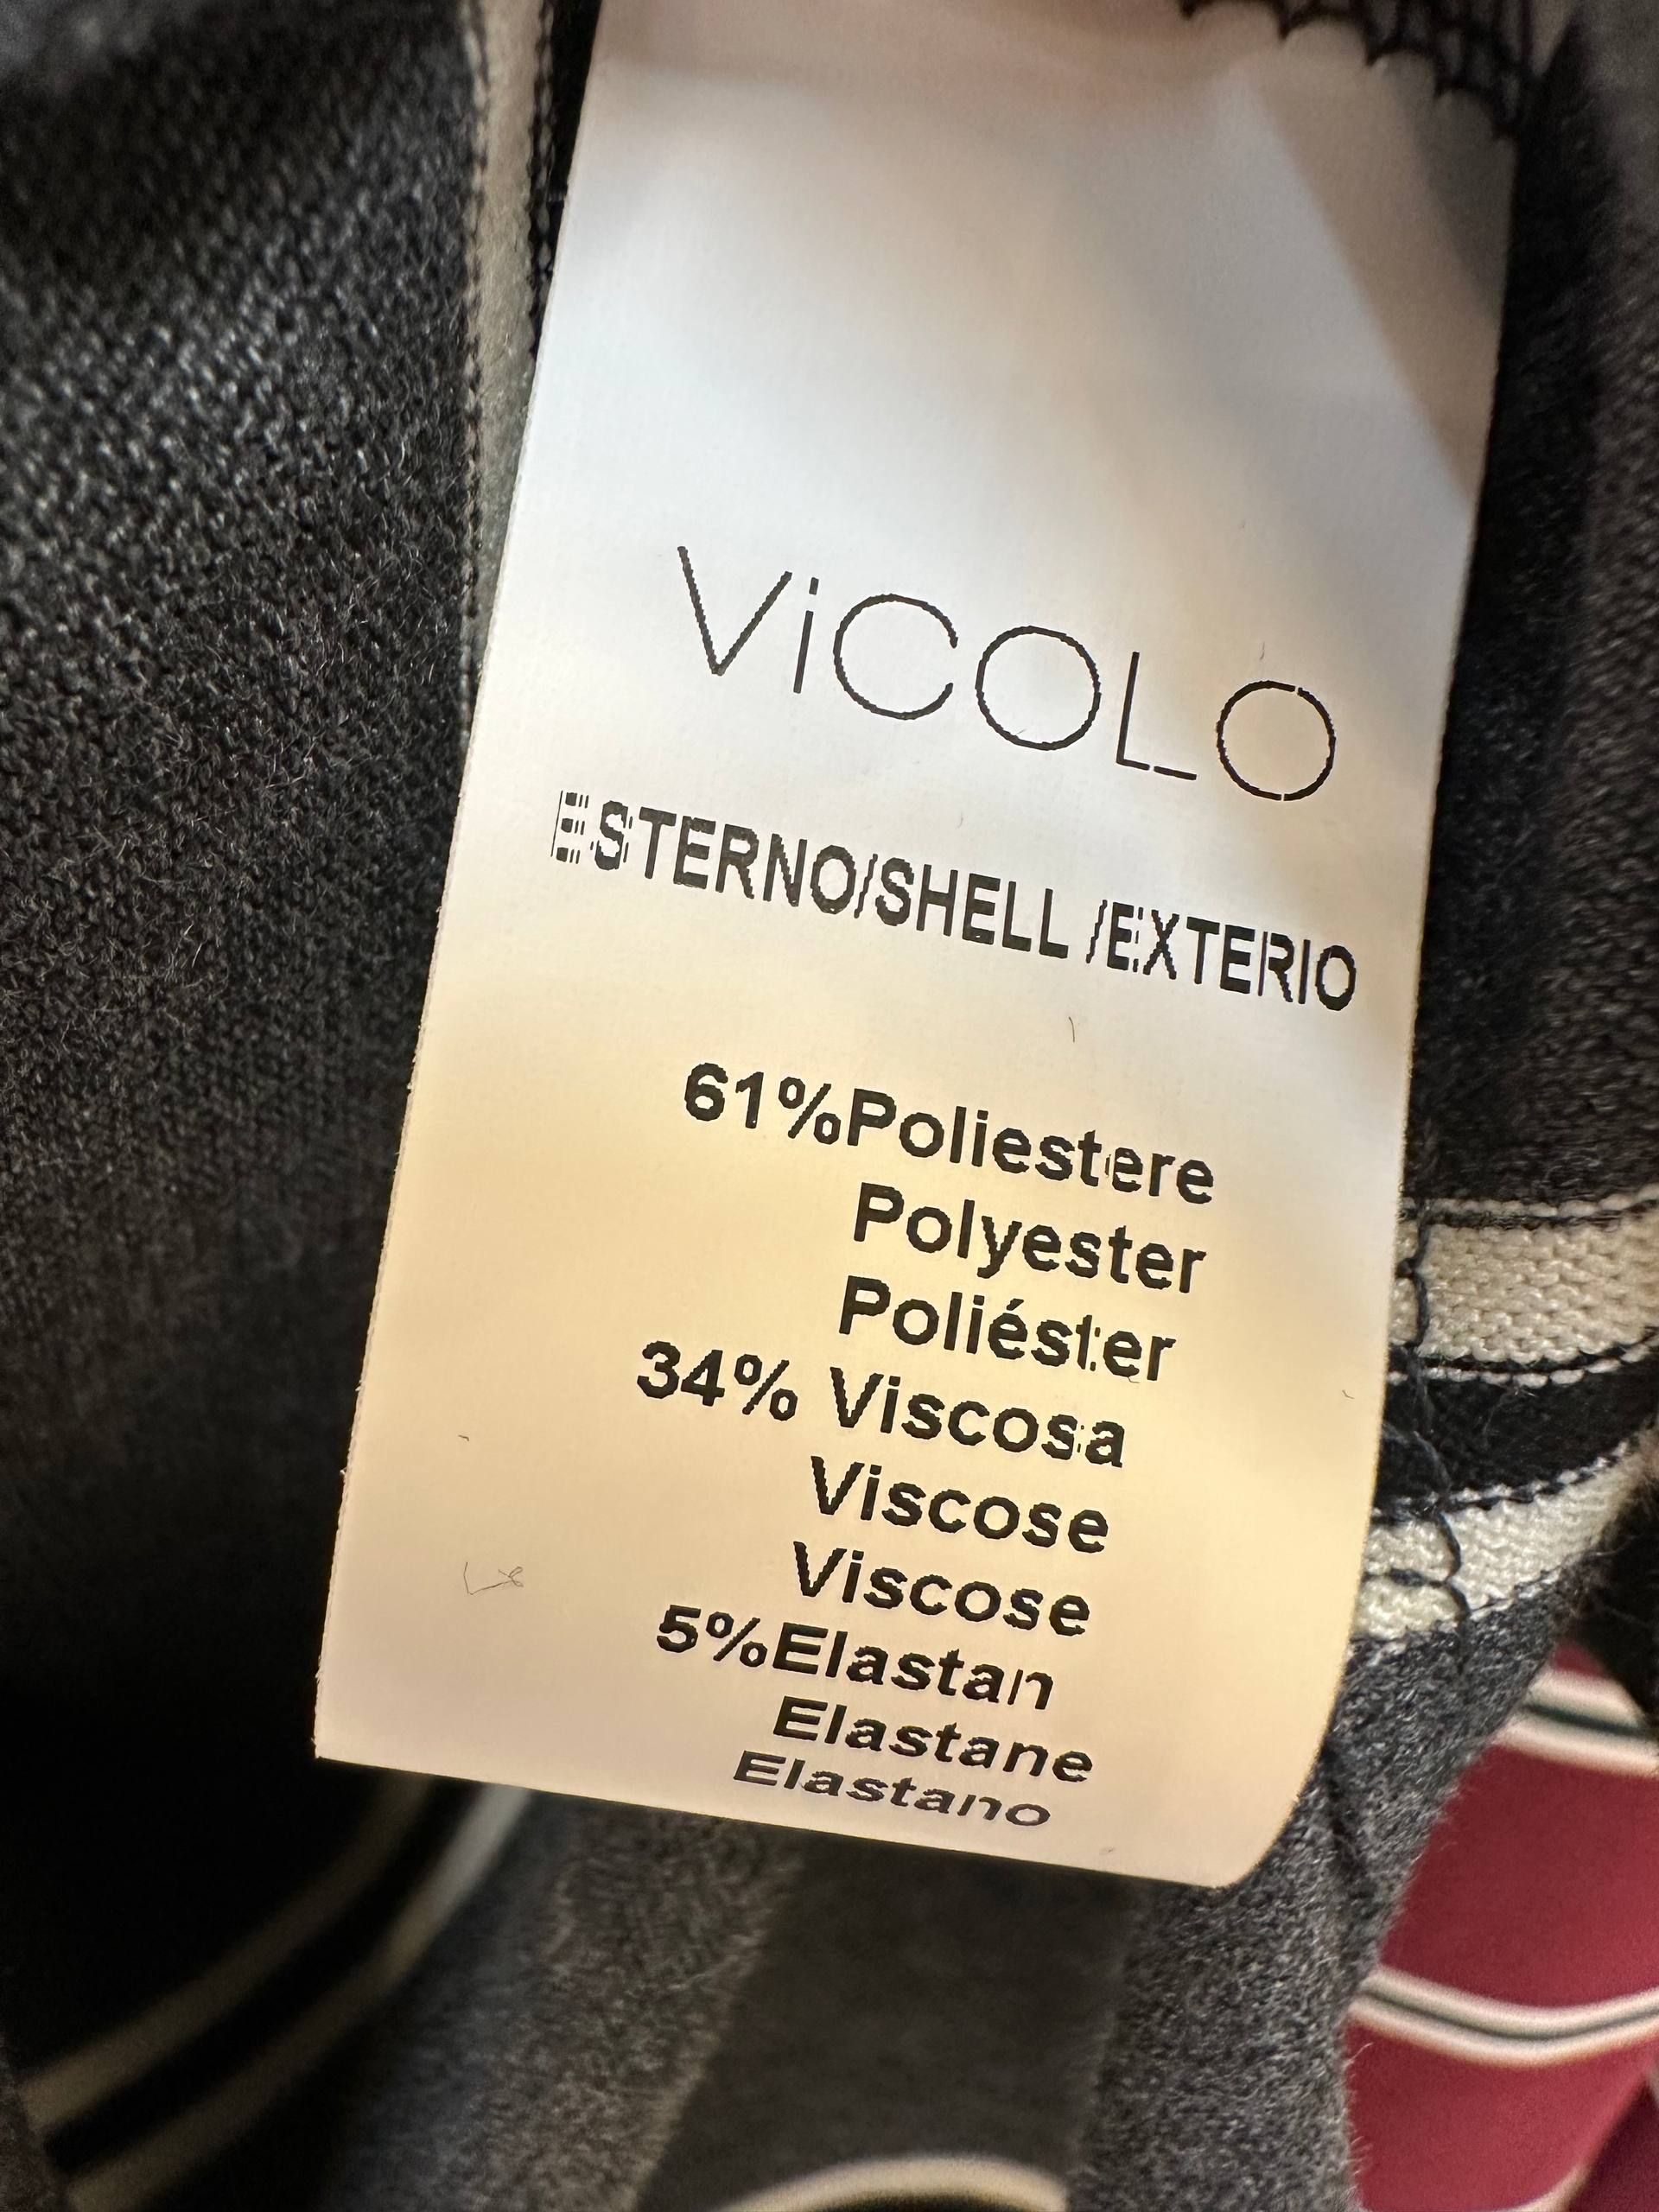 ViCOLO
ESTERNO/SHELL /EXTERIO
61%Poliestere
Polyester
Poliéster
34% Viscosa
Viscose
Viscose
5%Elastan
Elastane
Elastano